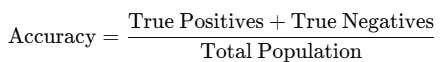 Accuracy = True Positives + True Negatives / Total Population